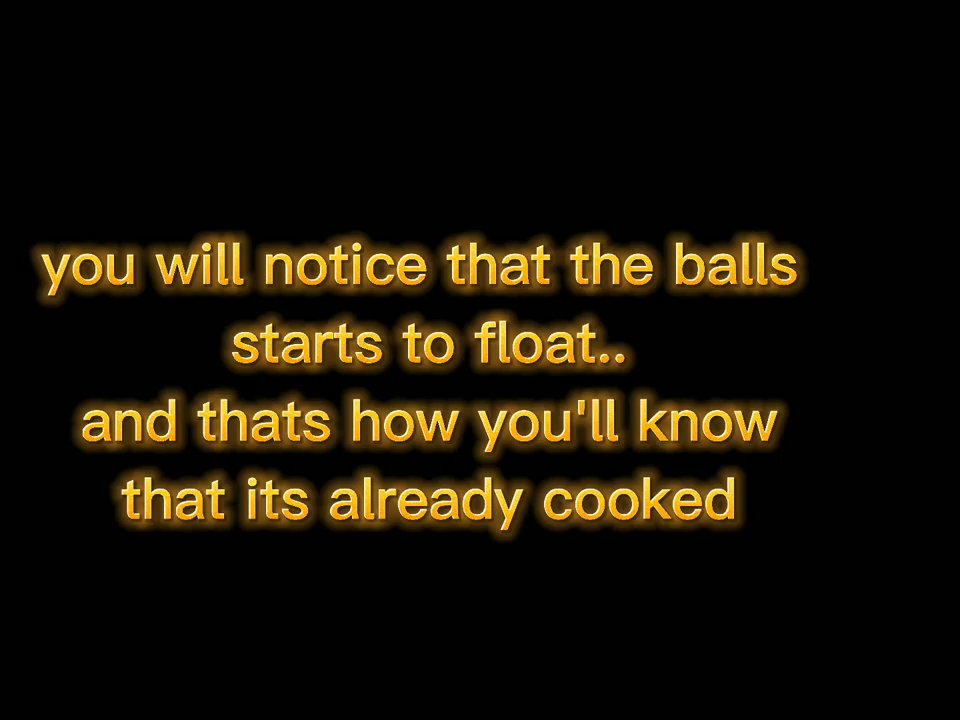 you will notice that the balls
starts to float..
and thats how you'll know
that its already cooked